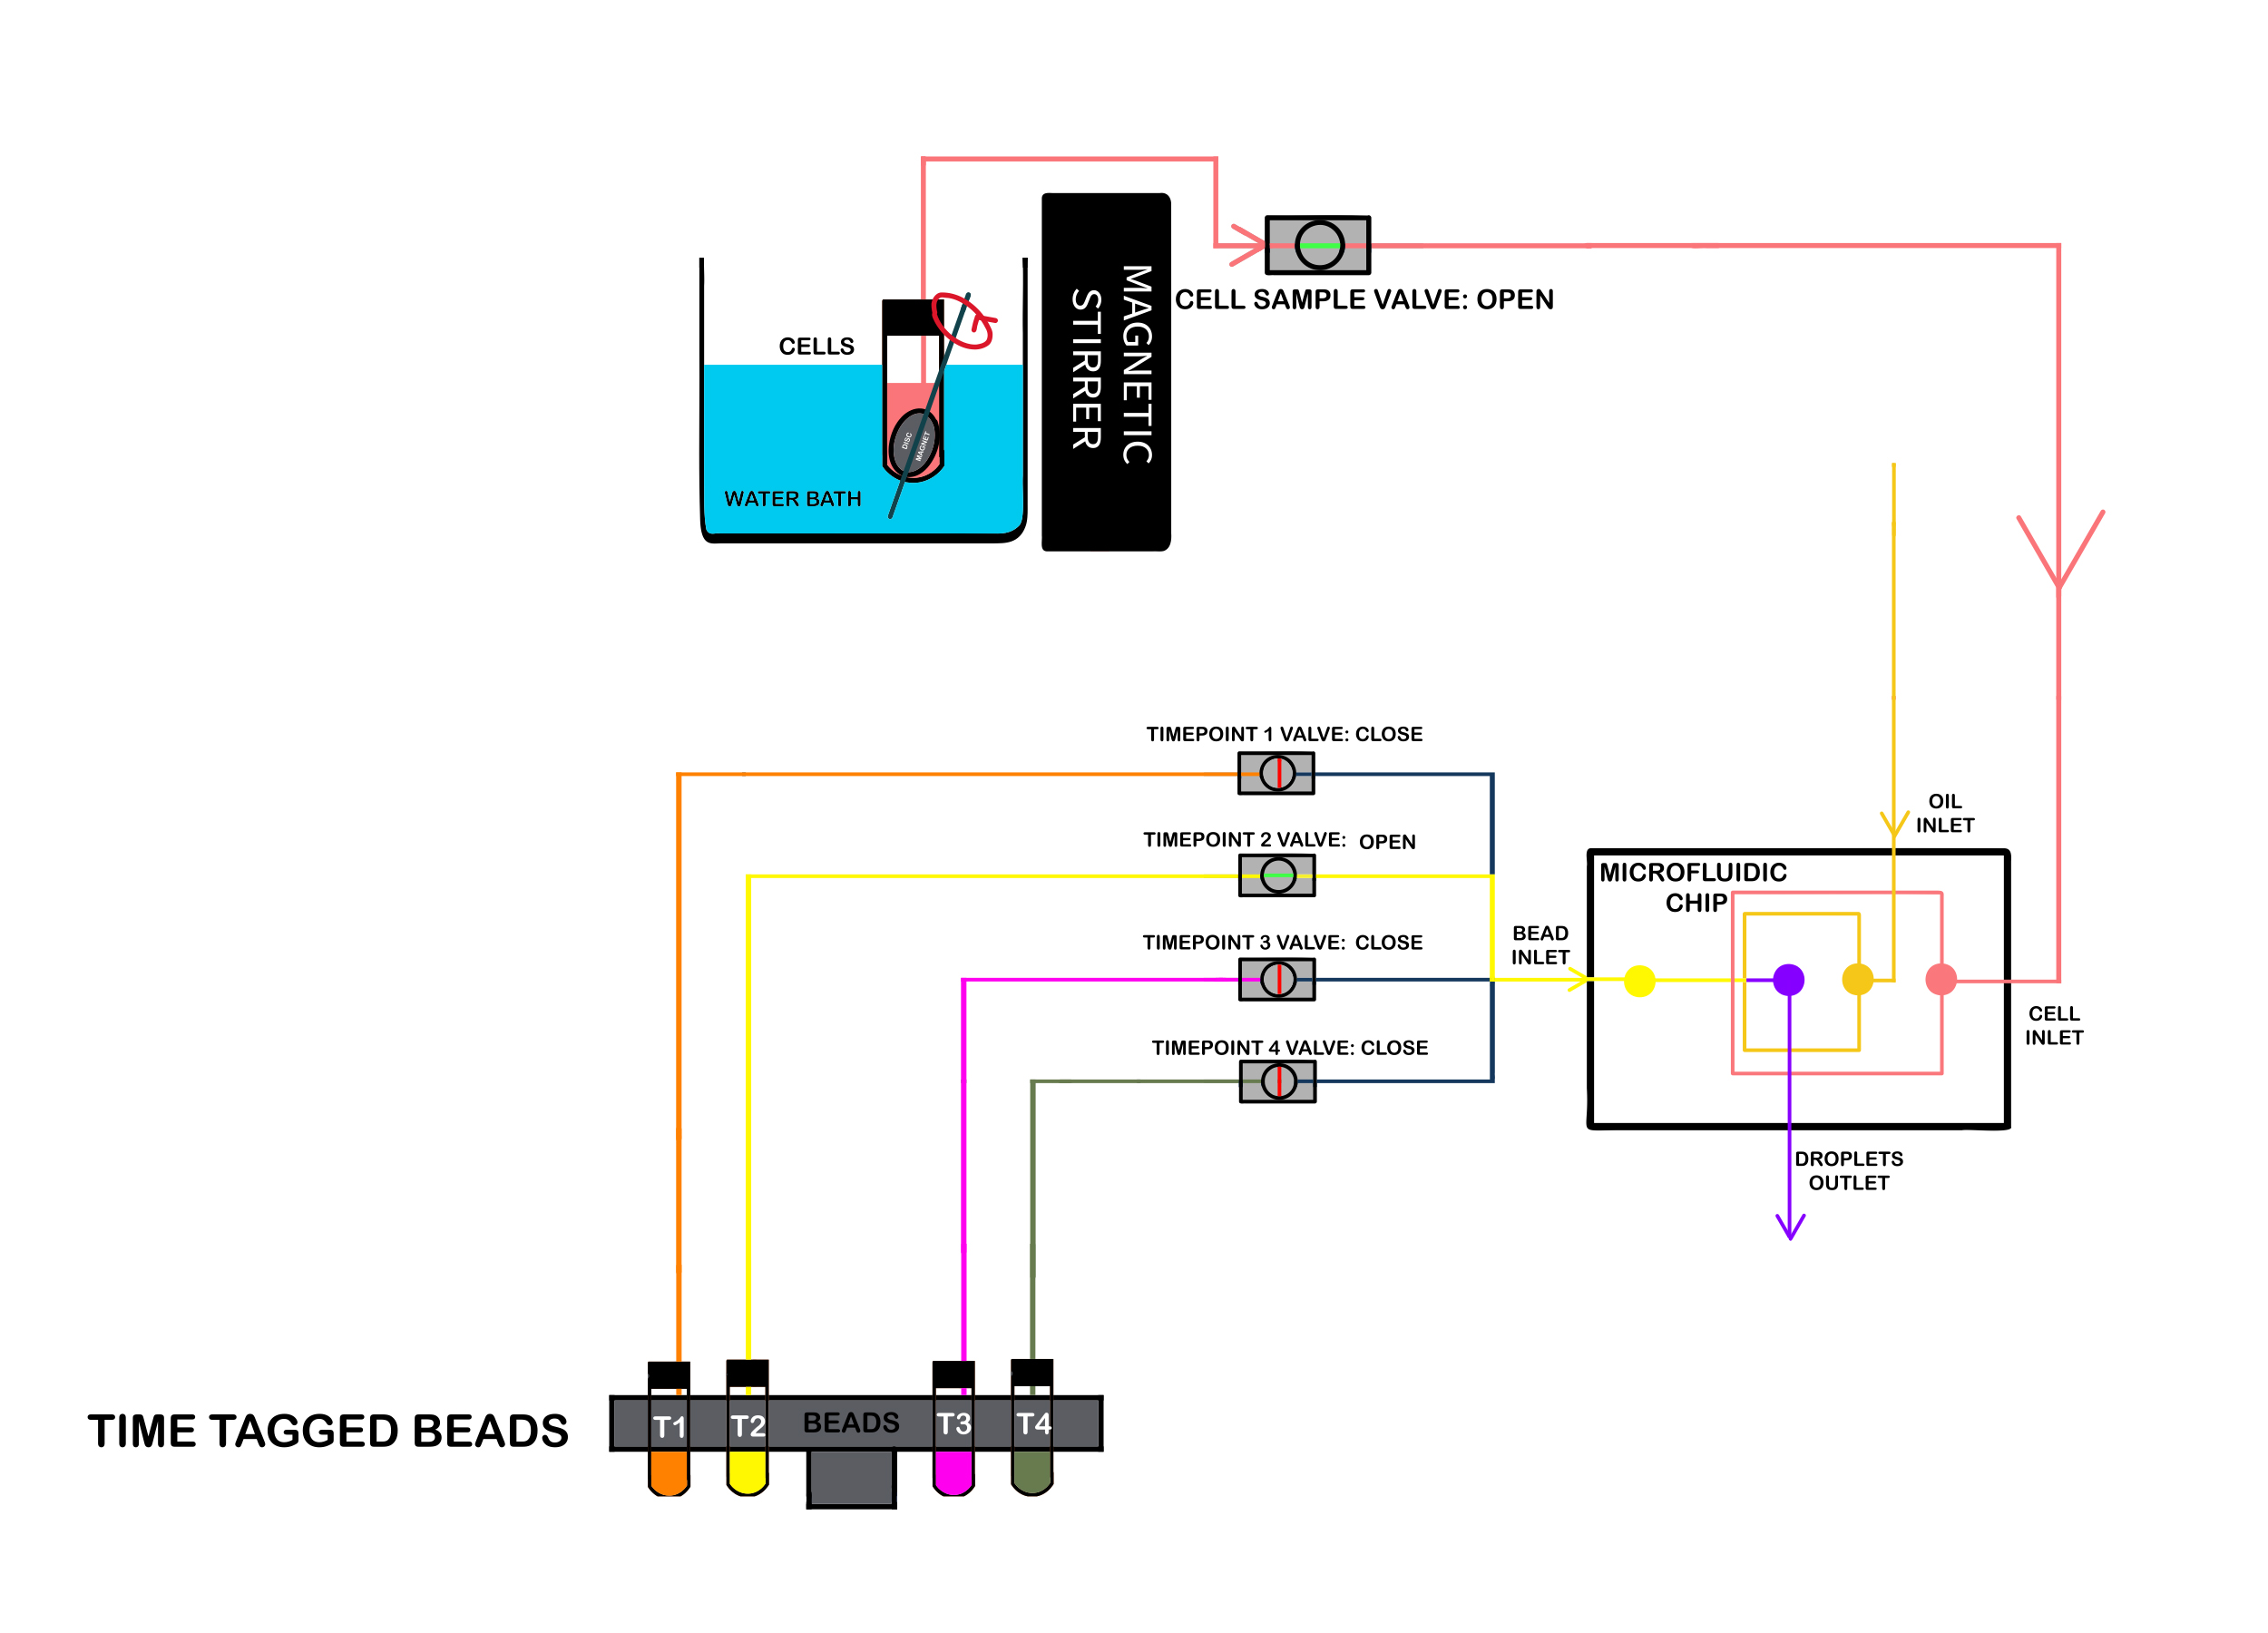 CELL SAMPLE VALVE: OPEN
MAGNETIC
STIRRER
CELLS
DISC
MAGNET
WATER BATH
TIMEPOINT 1 VALVE: CLOSE
TIMEPOINT 2 VALVE: OPEN
TIMEPOINT 3 VALVE: CLOSE
TIMEPOINT 4 VALVE: CLOSE
OIL
INLET
MICROFLUIDIC
CHIP
BEAD
INLET
CELL
INLET
DROPLETS
OUTLET
TIME TAGGED BEADS
T1
T2
BEADS
T3
T4